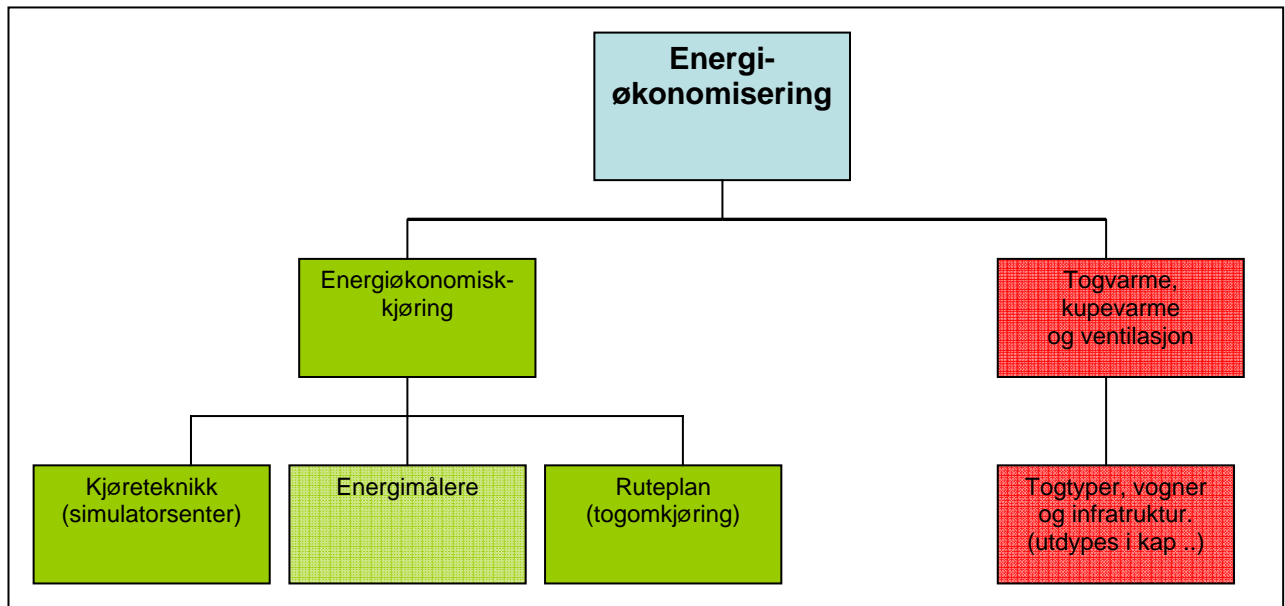 Energi-
økonomisering
Energiøkonomisk-
kjøring
Togvarme,
kupevarme
og ventilasjon
Kjøreteknikk
(simulatorsenter)
Energimålere
Ruteplan
(togomkjøring)
Togtyper, vogner
og infratruktur.
(utdypes i kap ..)